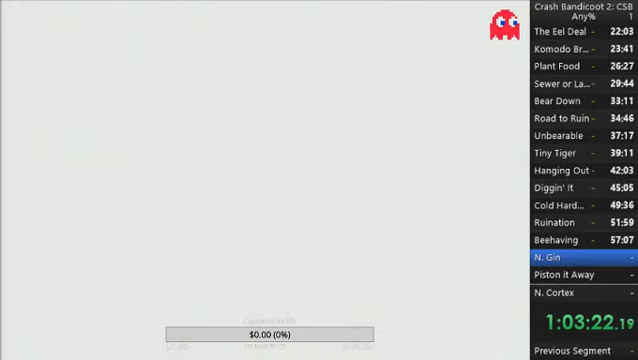 Crash Bandicoot 2: CSB
Any% 1
The Eel Deal - 22:03
Komodo Br... - 23:41
Plant Food - 26:27
Sewer or La... - 29:44
Bear Down - 33:11
Road to Ruin - 34:46
Unbearable - 37:17
Tiny Tiger - 39:11
Hanging Out - 42:03
Diggin' It - 45:05
Cold Hard... - 49:36
Ruination - 51:59
Beehaving - 57:07
N. Gin -
Piston it Away -
N. Cortex -
1:03:22.19
Previous Segment -
$0.00 (0%)